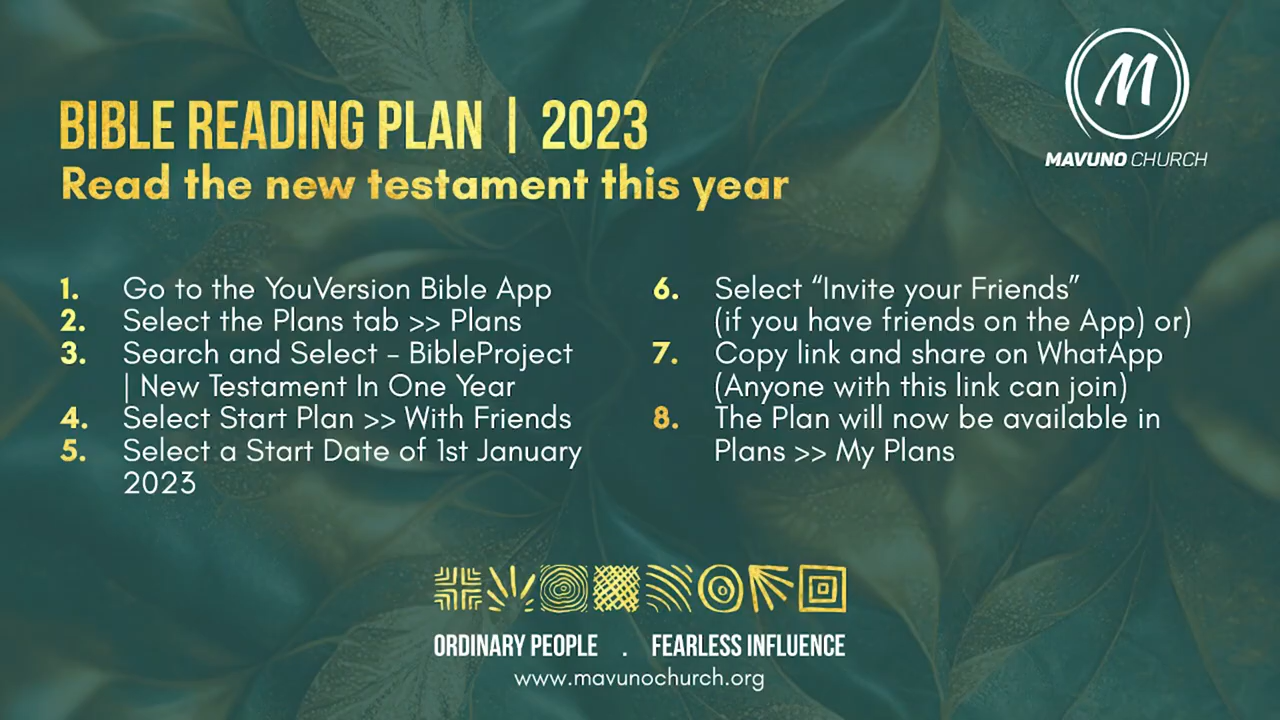 BIBLE READING PLAN | 2023
Read the new testament this year
M
MAVUNO CHURCH
1. Go to the YouVersion Bible App
2. Select the Plans tab >> Plans
3. Search and Select - BibleProject
| New Testament In One Year
4. Select Start Plan >> With Friends
5. Select a Start Date of 1st January
2023
6. Select “Invite your Friends”
(if you have friends on the App) or)
7. Copy link and share on WhatApp
(Anyone with this link can join)
8. The Plan will now be available in
Plans >> My Plans
ORDINARY PEOPLE . FEARLESS INFLUENCE
www.mavunochurch.org